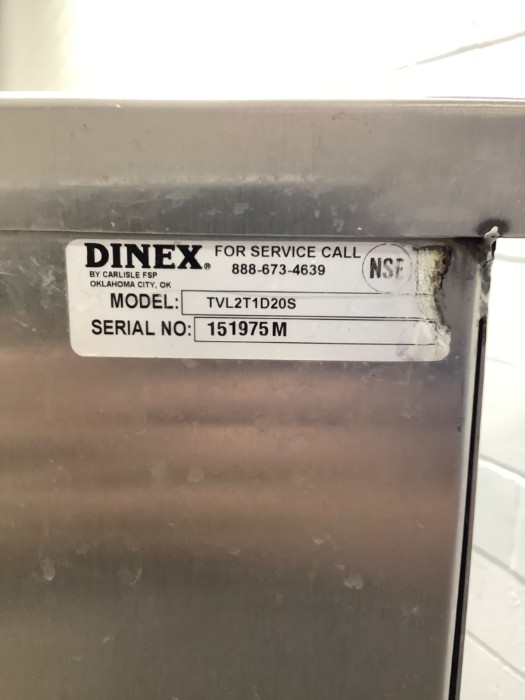 DINEX® FOR SERVICE CALL
888-673-4639
BY CARLISLE FSP
OKLAHOMA CITY, OK
NSF
MODEL: TVL2T1D20S
SERIAL NO: 151975M